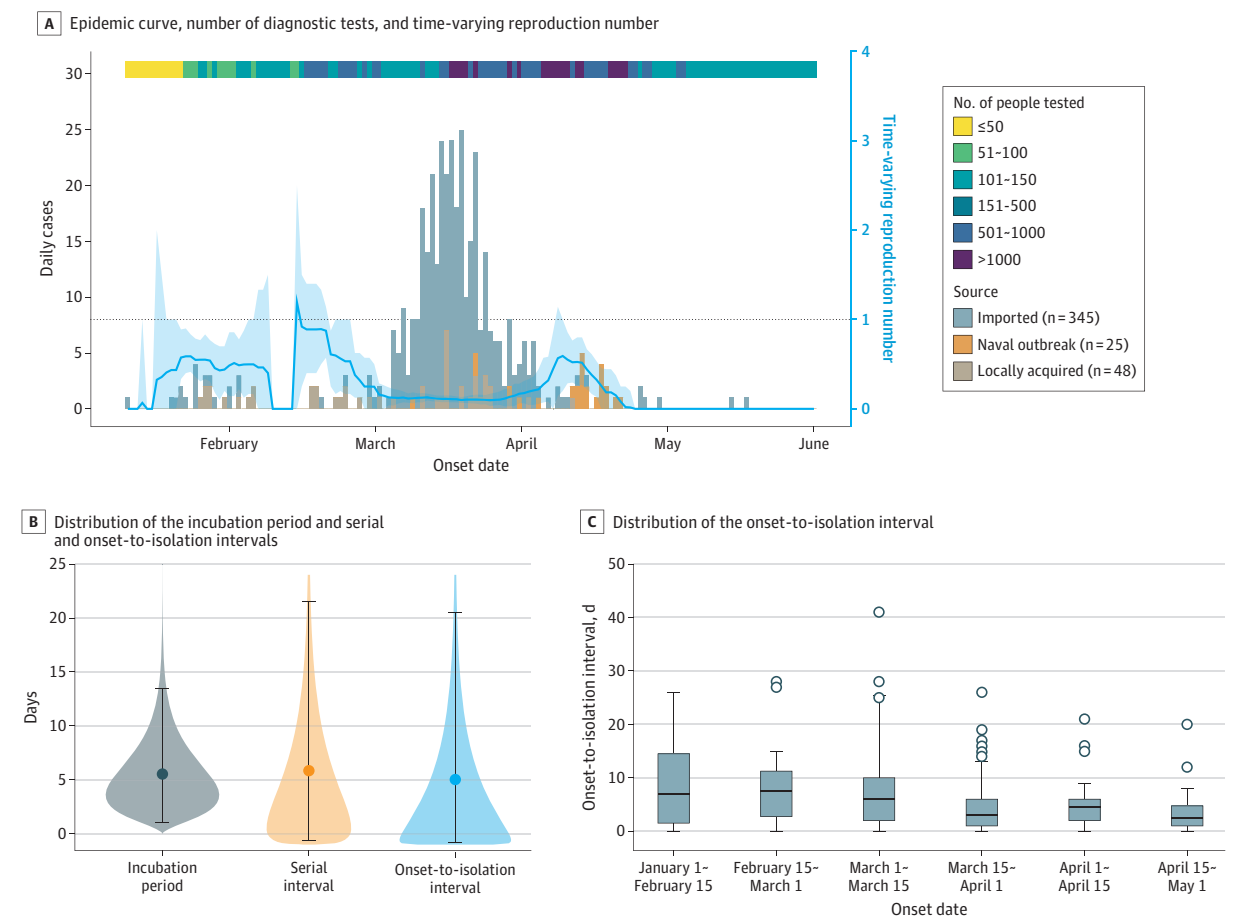 A Epidemic curve, number of diagnostic tests, and time-varying reproduction number
30
25
20
15
10
5
0
Daily cases
4
3
2
1
0
Time-varying reproduction number
February
March
April
May
June
Onset date
No. of people tested
≤50
51-100
101-150
151-500
501-1000
>1000
Source
Imported (n=345)
Naval outbreak (n=25)
Locally acquired (n=48)
B Distribution of the incubation period and serial
and onset-to-isolation intervals
25
20
15
10
5
0
Days
Incubation
period
Serial
interval
Onset-to-isolation
interval
C Distribution of the onset-to-isolation interval
50
40
30
20
10
0
Onset-to-isolation interval, d
January 1-
February 15
February 15-
March 1
March 1-
March 15
March 15-
April 1
April 1-
April 15
April 15-
May 1
Onset date